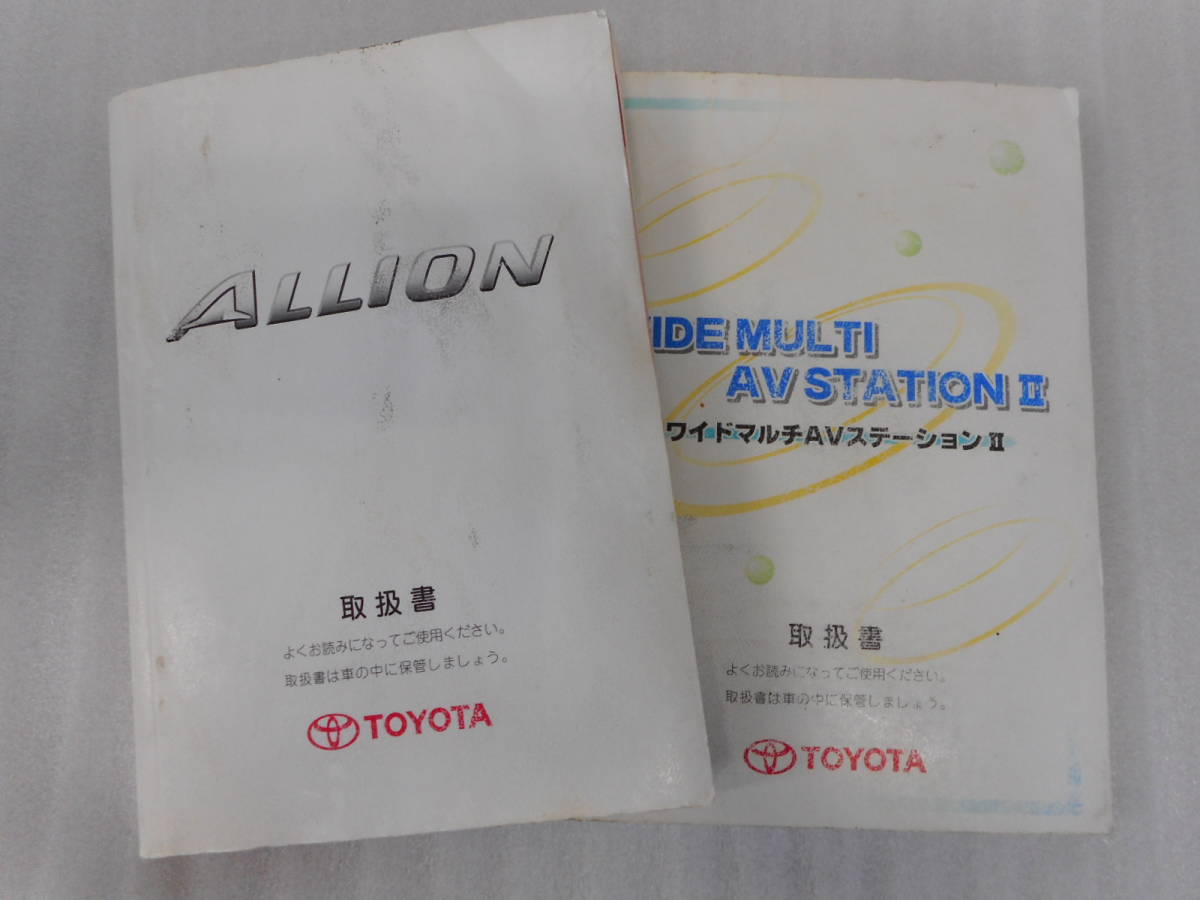 ALLION
取扱書
よくお読みになってご使用ください。
取扱書は車の中に保管しましょう。
TOYOTA
IDE MULTI
AV STATION II
ワイドマルチAVステーションII
取扱書
よくお読みになってご使用ください。
取扱書は車の中に保管しましょう。
TOYOTA